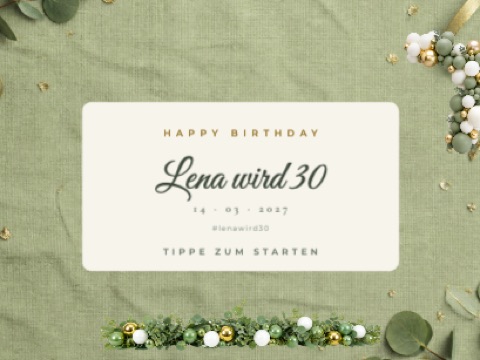 HAPPY BIRTHDAY
Lena wird 30
14 · 03 · 2027
#lenawird30
TIPPE ZUM STARTEN